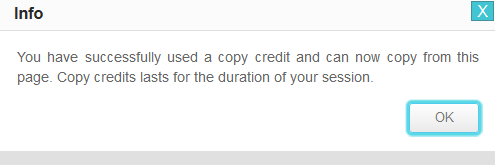 Info
X
You have successfully used a copy credit and can now copy from this
page. Copy credits lasts for the duration of your session.
OK